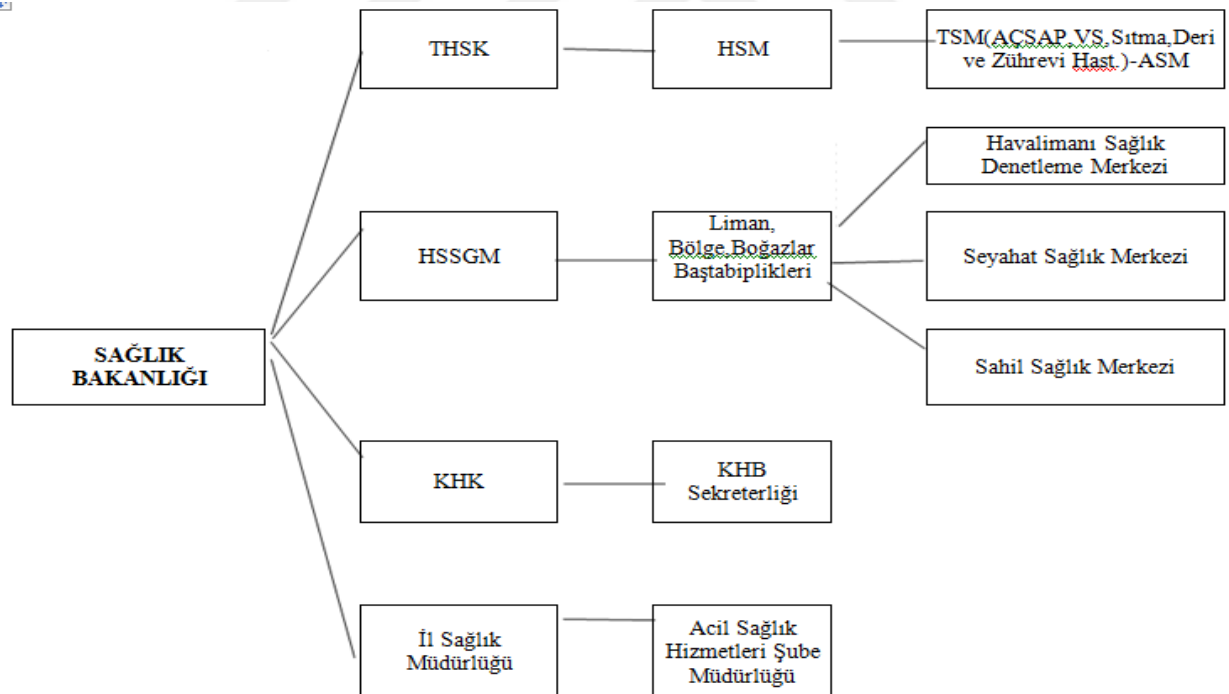 THSK
HSM
TSM(AÇSAP,VS,Sıtma,Deri
ve Zührevi Hast.)-ASM
Havalimanı Sağlık
Denetleme Merkezi
HSSGM
Liman,
Bölge,Boğazlar
Baştabiplikleri
Seyahat Sağlık Merkezi
SAĞLIK
BAKANLIĞI
Sahil Sağlık Merkezi
KHK
KHB
Sekreterliği
İl Sağlık
Müdürlüğü
Acil Sağlık
Hizmetleri Şube
Müdürlüğü